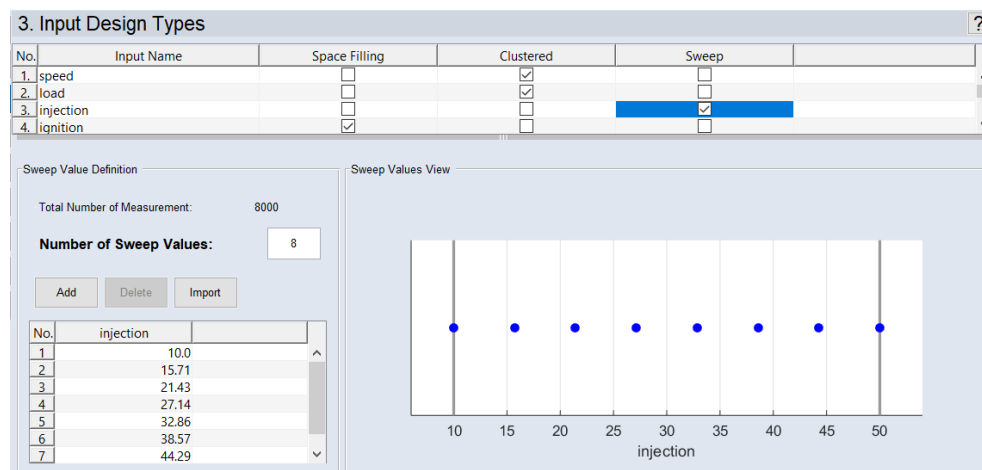 3. Input Design Types ?
No. Input Name Space Filling Clustered Sweep
1. speed
2. load
3. injection
4. ignition
Sweep Value Definition
Total Number of Measurement: 8000
Number of Sweep Values: 8
Add Delete Import
No. injection
1 10.0
2 15.71
3 21.43
4 27.14
5 32.86
6 38.57
7 44.29
Sweep Values View
10 15 20 25 30 35 40 45 50
injection